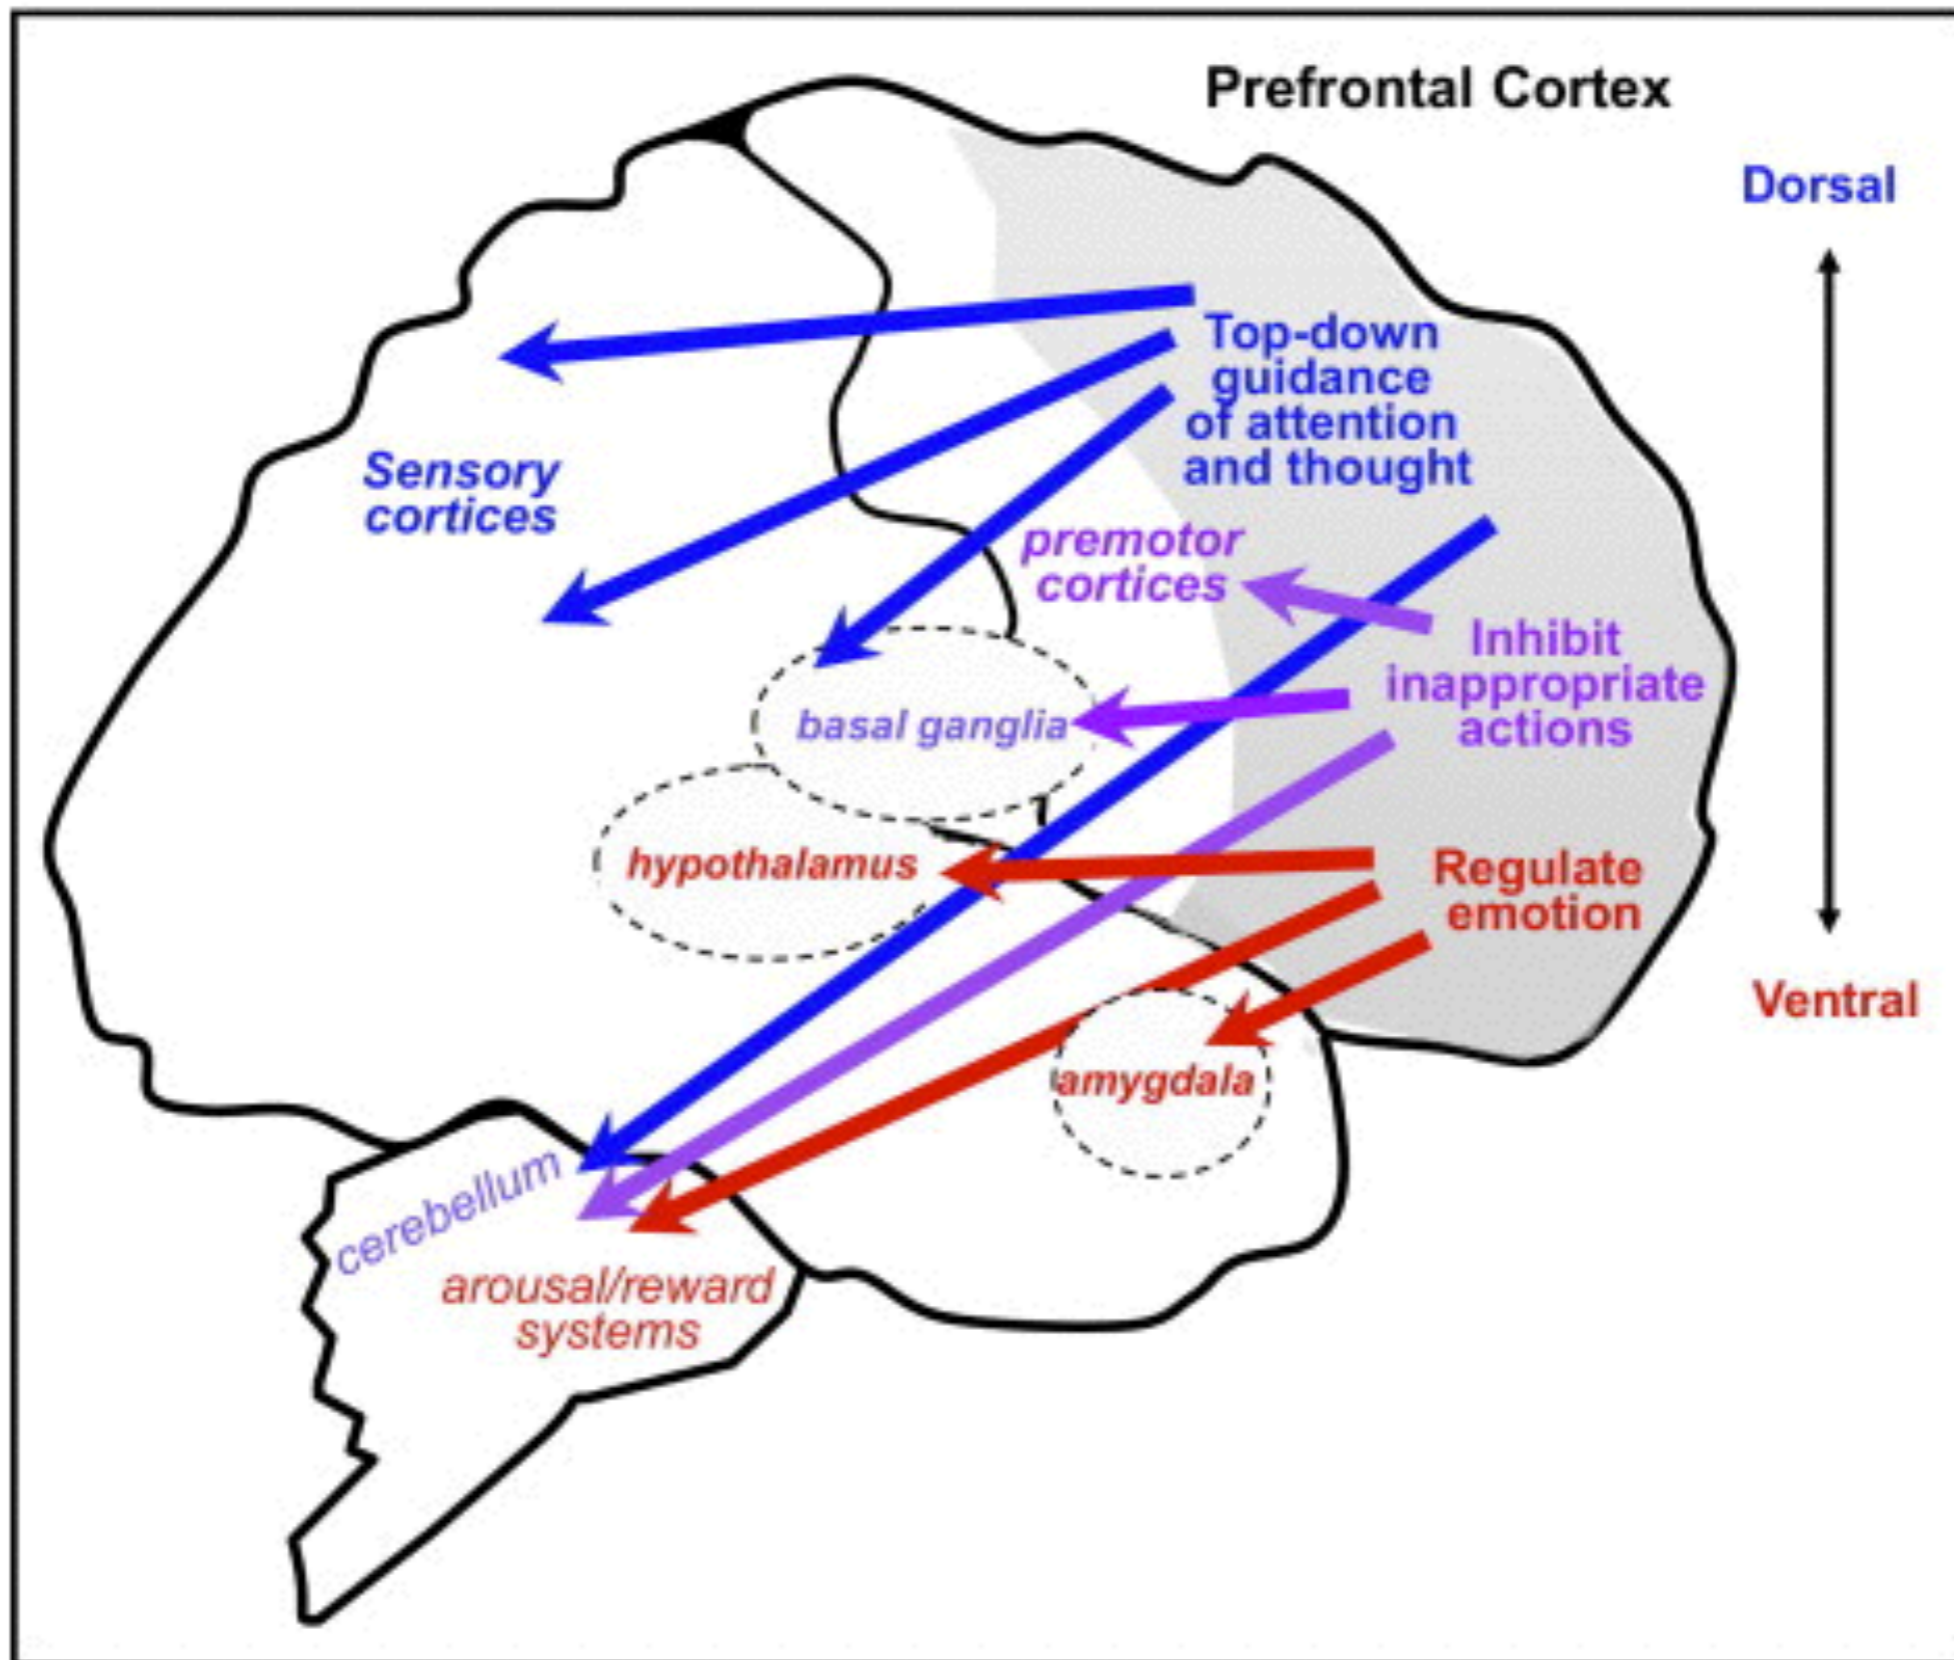 Prefrontal Cortex
Dorsal
Top-down
guidance
of attention
and thought
Sensory
cortices
premotor
cortices
Inhibit
inappropriate
actions
basal ganglia
hypothalamus
Regulate
emotion
Ventral
amygdala
cerebellum
arousal/reward
systems